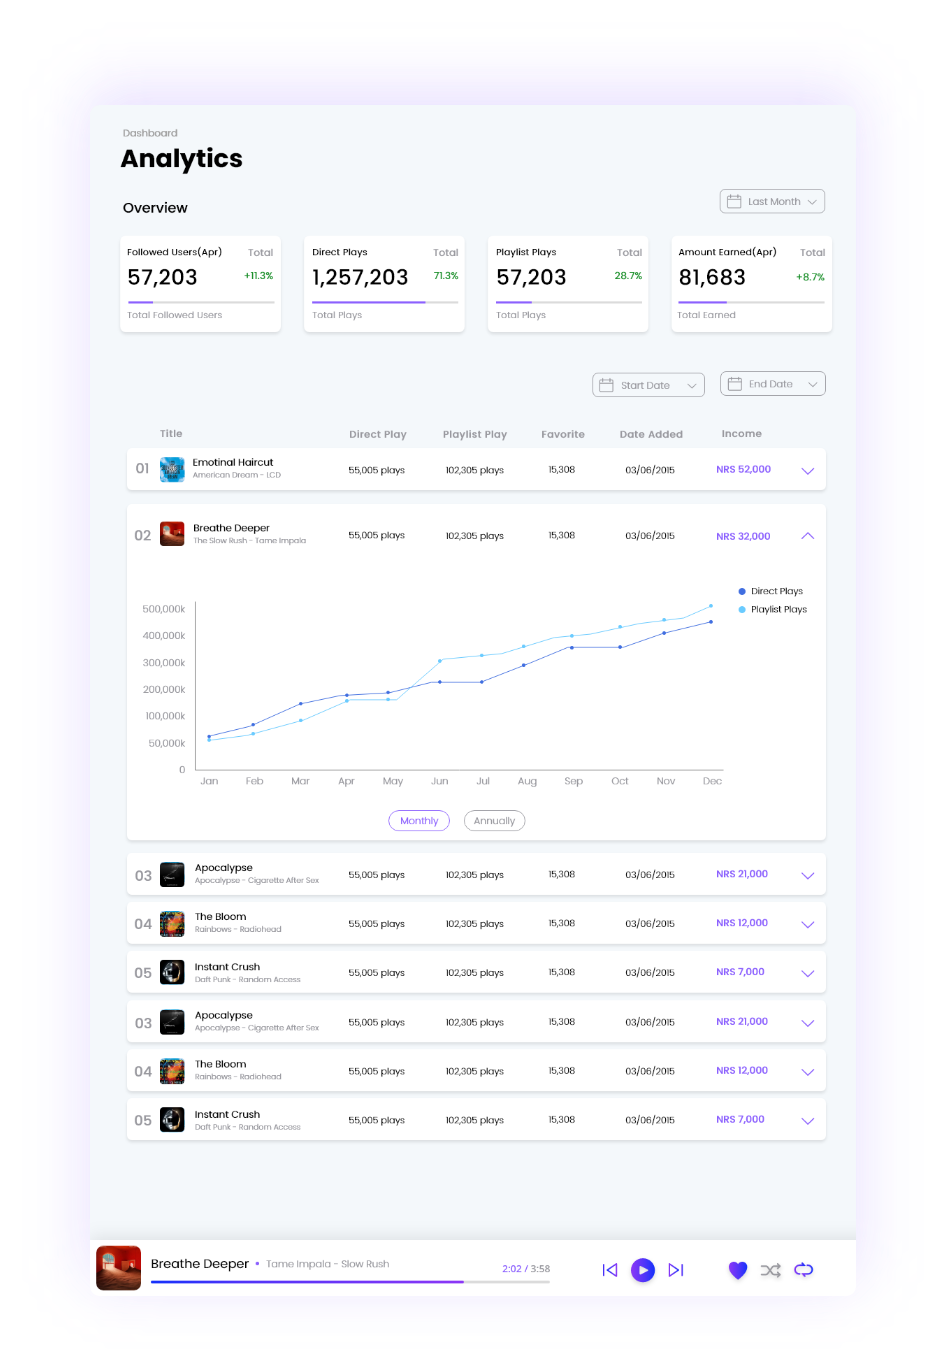 Dashboard
Analytics
Overview
Last Month
Followed Users(Apr) Total
57,203 +11.3%
Total Followed Users
Direct Plays Total
1,257,203 71.3%
Total Plays
Playlist Plays Total
57,203 28.7%
Total Plays
Amount Earned(Apr) Total
81,683 +8.7%
Total Earned
Start Date End Date
Title Direct Play Playlist Play Favorite Date Added Income
01 Emotinal Haircut 55,005 plays 102,305 plays 15,308 03/06/2015 NRS 52,000
American Dream - LCD
02 Breathe Deeper 55,005 plays 102,305 plays 15,308 03/06/2015 NRS 32,000
The Slow Rush - Tame Impala
Direct Plays
Playlist Plays
500,000k
400,000k
300,000k
200,000k
100,000k
50,000k
0
Jan Feb Mar Apr May Jun Jul Aug Sep Oct Nov Dec
Monthly Annually
03 Apocalypse 55,005 plays 102,305 plays 15,308 03/06/2015 NRS 21,000
Apocalypse - Cigarette After Sex
04 The Bloom 55,005 plays 102,305 plays 15,308 03/06/2015 NRS 12,000
Rainbows - Radiohead
05 Instant Crush 55,005 plays 102,305 plays 15,308 03/06/2015 NRS 7,000
Daft Punk - Random Access
03 Apocalypse 55,005 plays 102,305 plays 15,308 03/06/2015 NRS 21,000
Apocalypse - Cigarette After Sex
04 The Bloom 55,005 plays 102,305 plays 15,308 03/06/2015 NRS 12,000
Rainbows - Radiohead
05 Instant Crush 55,005 plays 102,305 plays 15,308 03/06/2015 NRS 7,000
Daft Punk - Random Access
Breathe Deeper • Tame Impala - Slow Rush 2:02 / 3:58